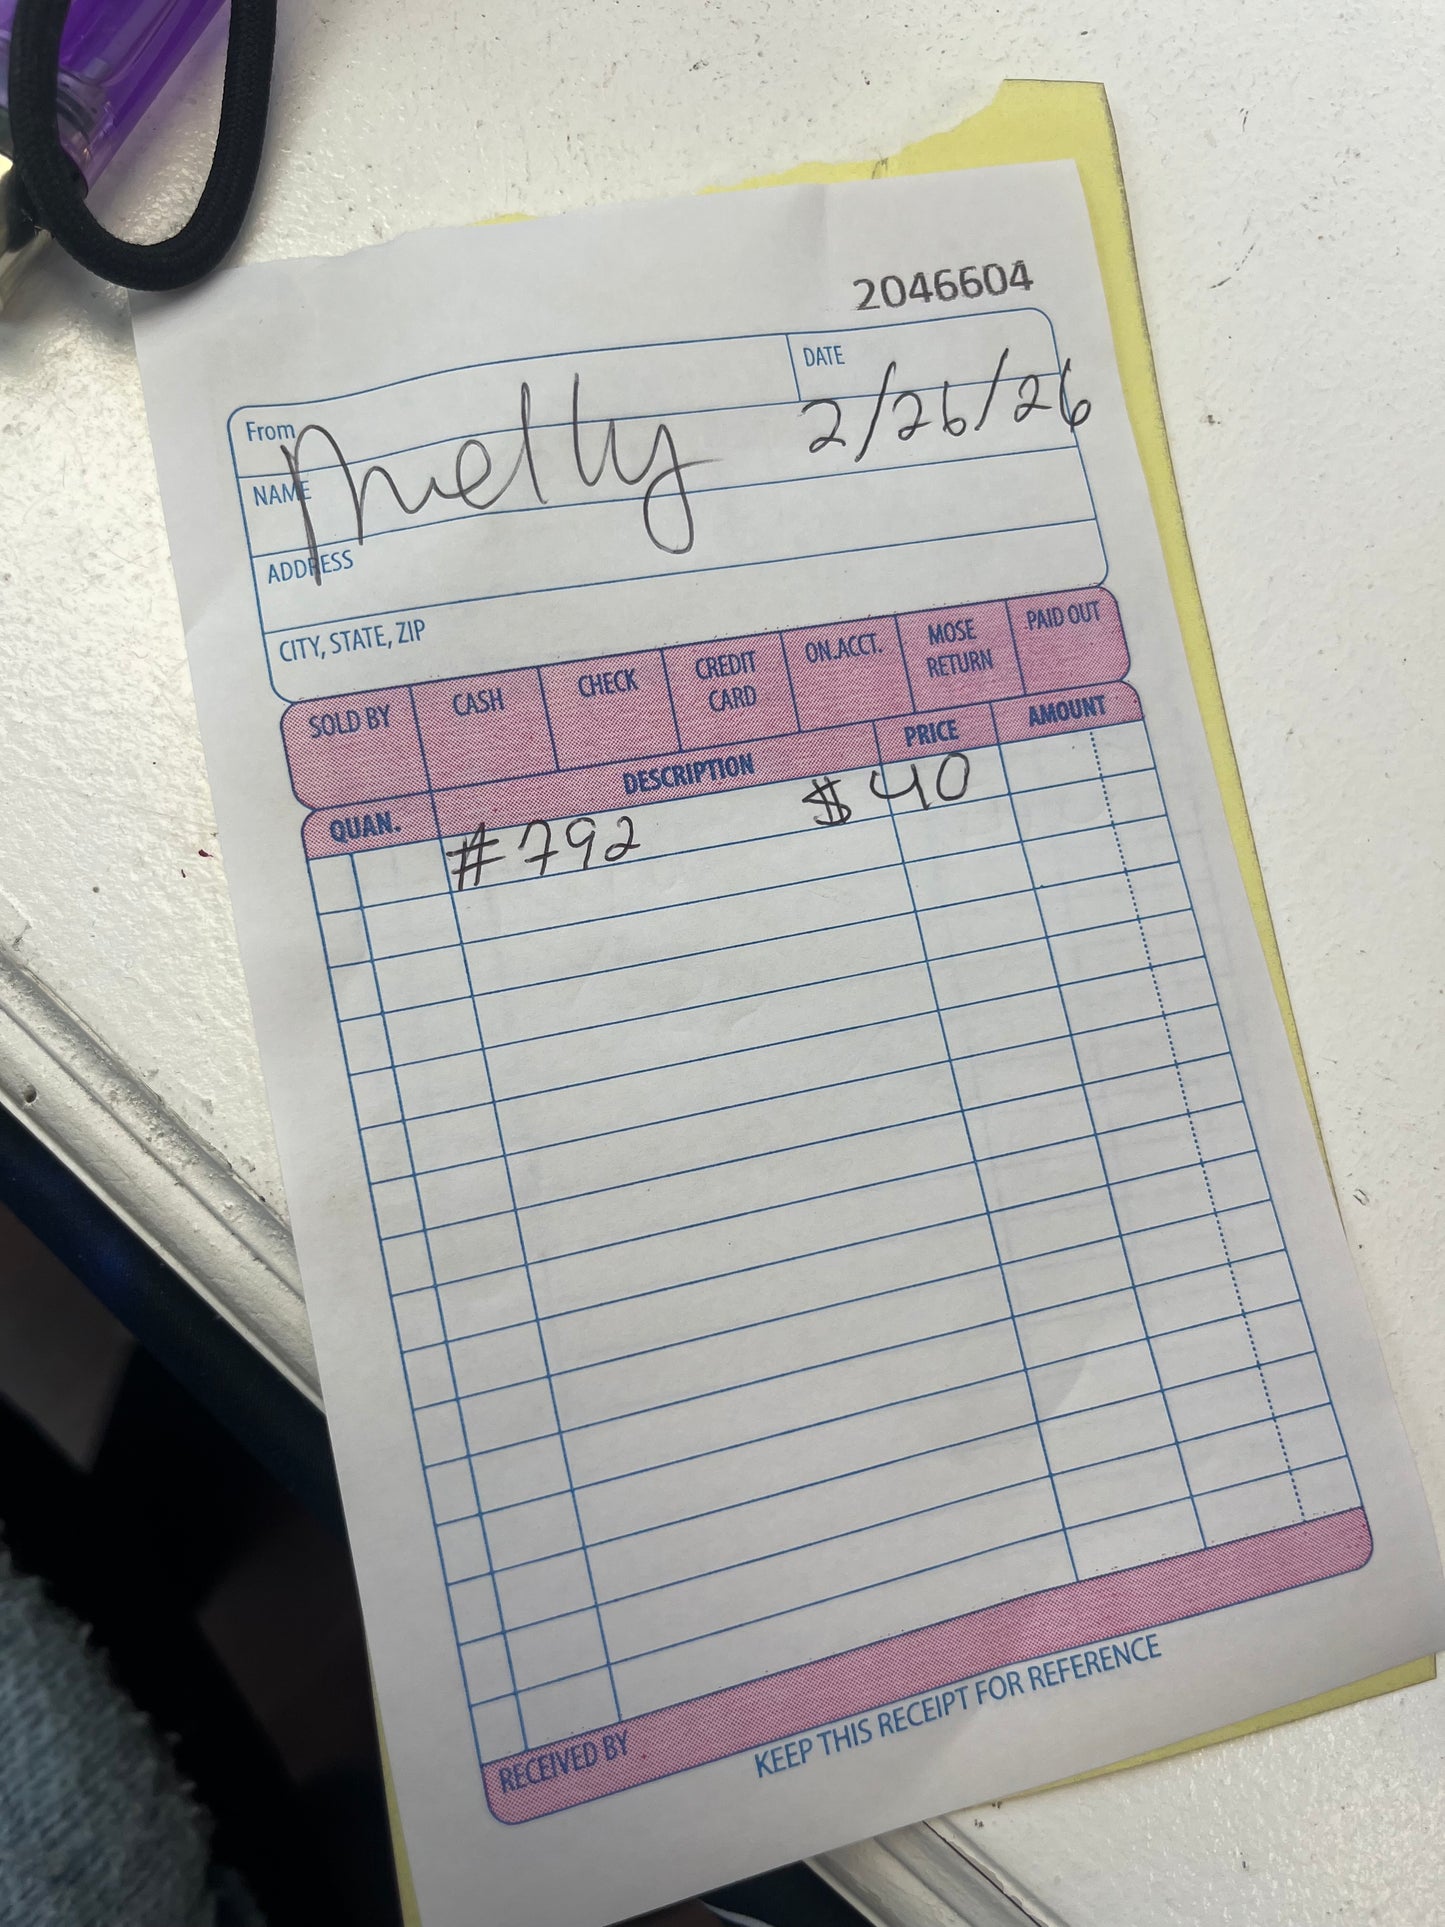 2046604
From
DATE
NAME Melly 2/26/26
ADDRESS
CITY, STATE, ZIP
SOLD BY CASH CHECK CREDIT CARD ON.ACCT. MOSE RETURN PAID OUT
QUAN. DESCRIPTION PRICE AMOUNT
#792 $40
RECEIVED BY
KEEP THIS RECEIPT FOR REFERENCE